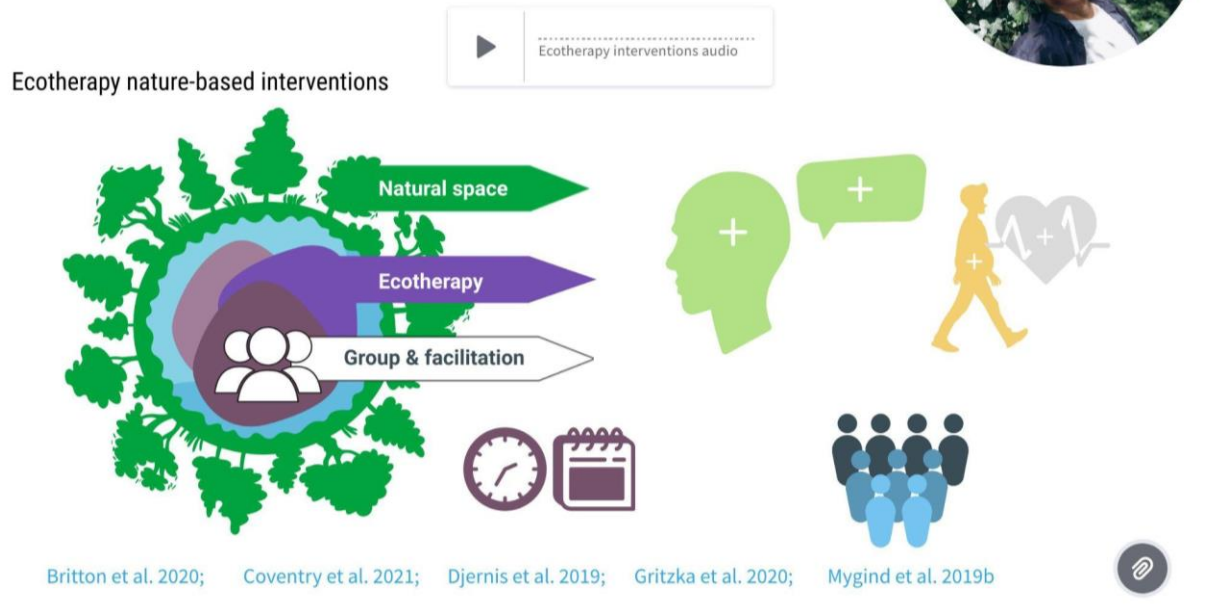 Ecotherapy interventions audio
Ecotherapy nature-based interventions
Natural space
Ecotherapy
Group & facilitation
Britton et al. 2020; Coventry et al. 2021; Djernis et al. 2019; Gritzka et al. 2020; Mygind et al. 2019b